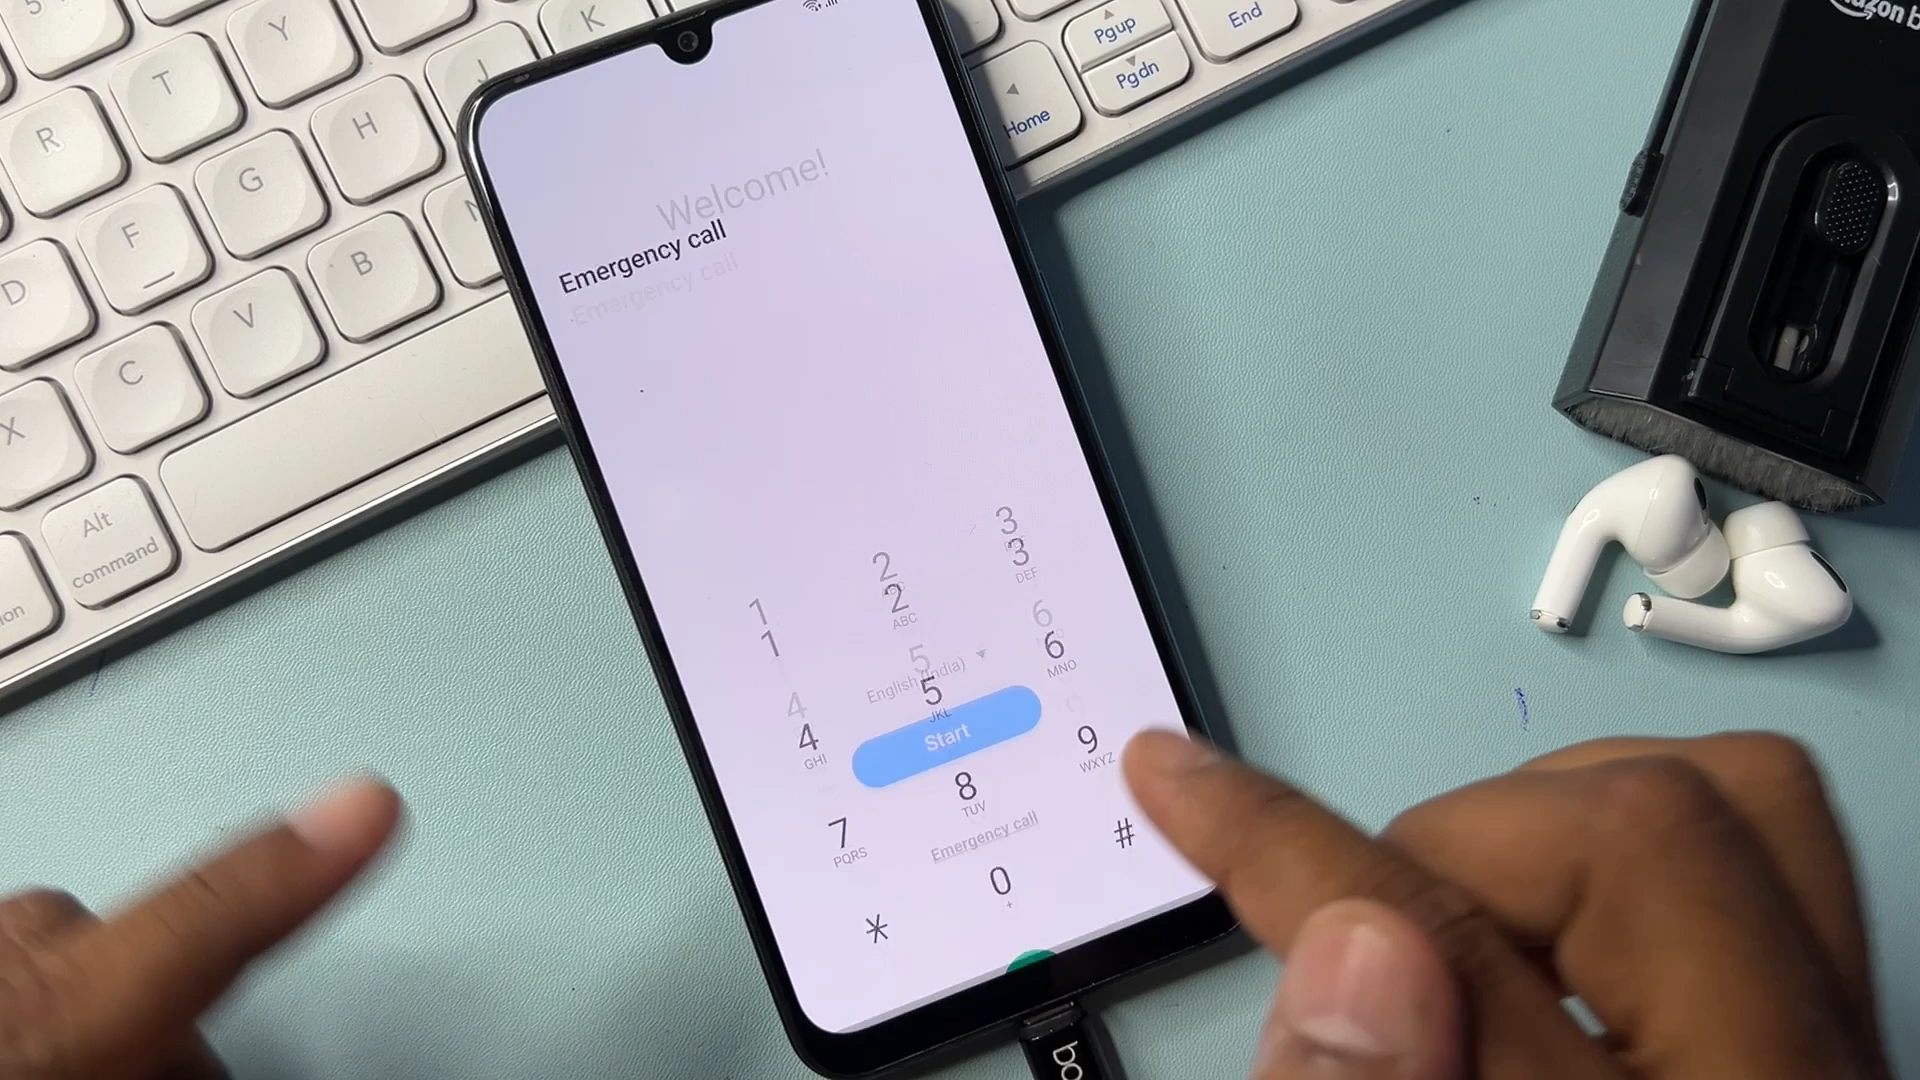 5
Y
K
T
J
R
H
G
F
D
B
V
C
X
Alt
command
Pgup
Pgdn
Home
End
Welcome!
Emergency call
Emergency call
1
2
3
1
2
ABC
3
DEF
4
5
6
English (India)
4
GHI
5
JKL
6
MNO
Start
7
PQRS
8
TUV
9
WXYZ
Emergency call
*
0
+
#